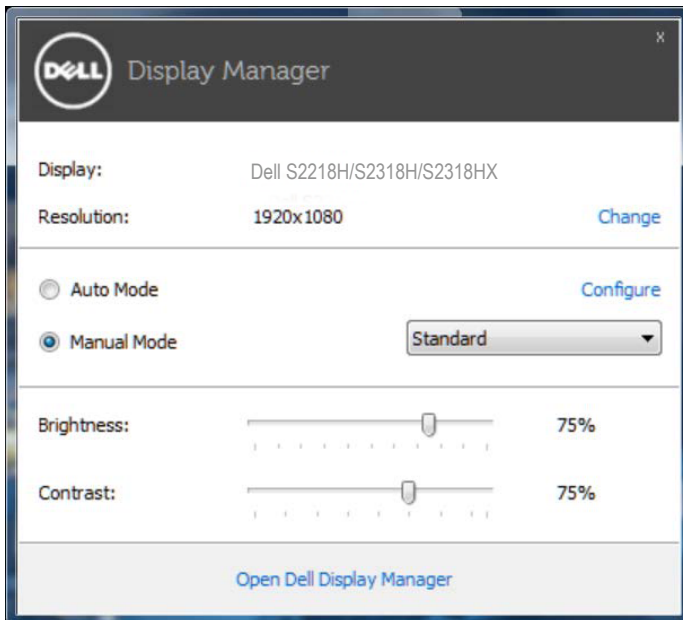 DELL Display Manager x
Display: Dell S2218H/S2318H/S2318HX
Resolution: 1920x1080 Change
Auto Mode Configure
Manual Mode Standard
Brightness: 75%
Contrast: 75%
Open Dell Display Manager